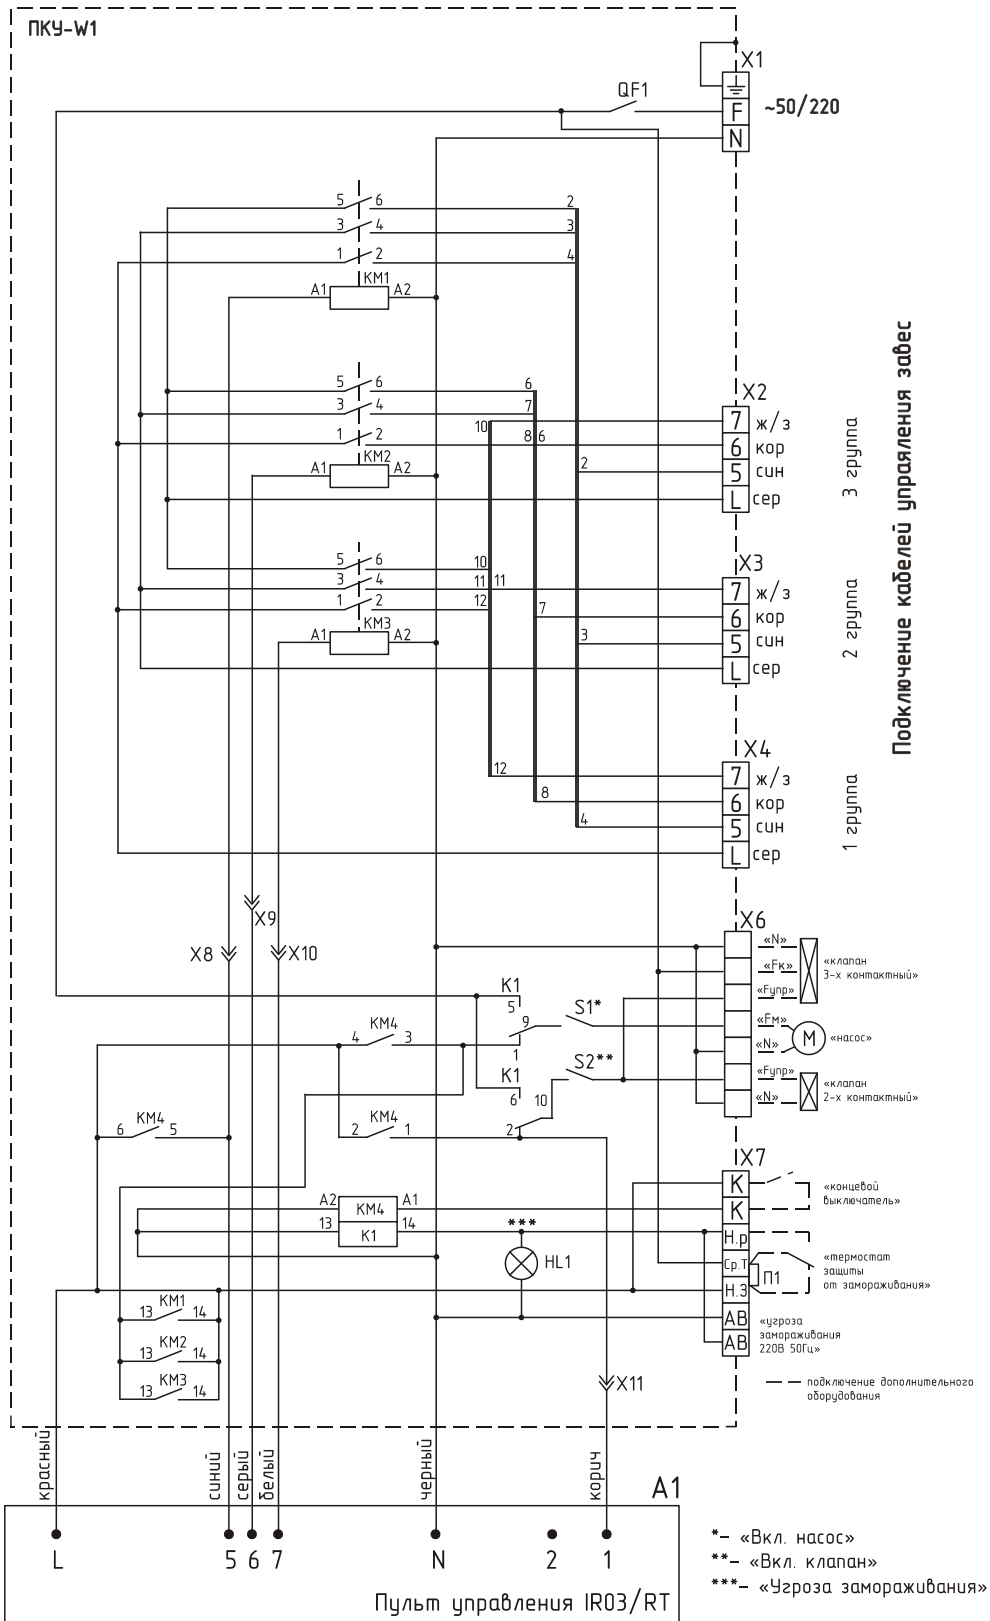 ПКУ-W1
X1
QF1
F
~50/220
N
5 6 2
3 4 3
1 2 4
KM1
A1 A2
5 6 6
3 4 7
1 2 8 6
10
KM2
A1 A2
2
X2
7 ж/з
6 кор
5 син
L сер
3 группа
5 6 10
3 4 11 11
1 2 12
KM3
A1 A2
7
3
X3
7 ж/з
6 кор
5 син
L сер
2 группа
12
8
4
X4
7 ж/з
6 кор
5 син
L сер
1 группа
Подключение кабелей упраяления завес
X9
X8
X10
X6
«N»
«Fк»
«Fупр»
«клапан
3-х контактный»
«Fм»
«N»
M
«насос»
«Fупр»
«N»
«клапан
2-х контактный»
K1
5
9
1
S1*
KM4
4 3
S2**
K1
6 10
2
KM4
6 5
KM4
2 1
A2 KM4 A1
13 K1 14
***
HL1
X7
K
K
Н.р
Ср.Т
Н.З
АВ
АВ
П1
«концевой
выключатель»
«термостат
защиты
от замораживания»
«угроза
замораживания
220В 50Гц»
KM1
13 14
KM2
13 14
KM3
13 14
X11
подключение дополнительного
оборудования
красный
синий
серый
белый
черный
корич
A1
L 5 6 7 N 2 1
Пульт управления IR03/RT
*– «Вкл. насос»
**– «Вкл. клапан»
***– «Угроза замораживания»